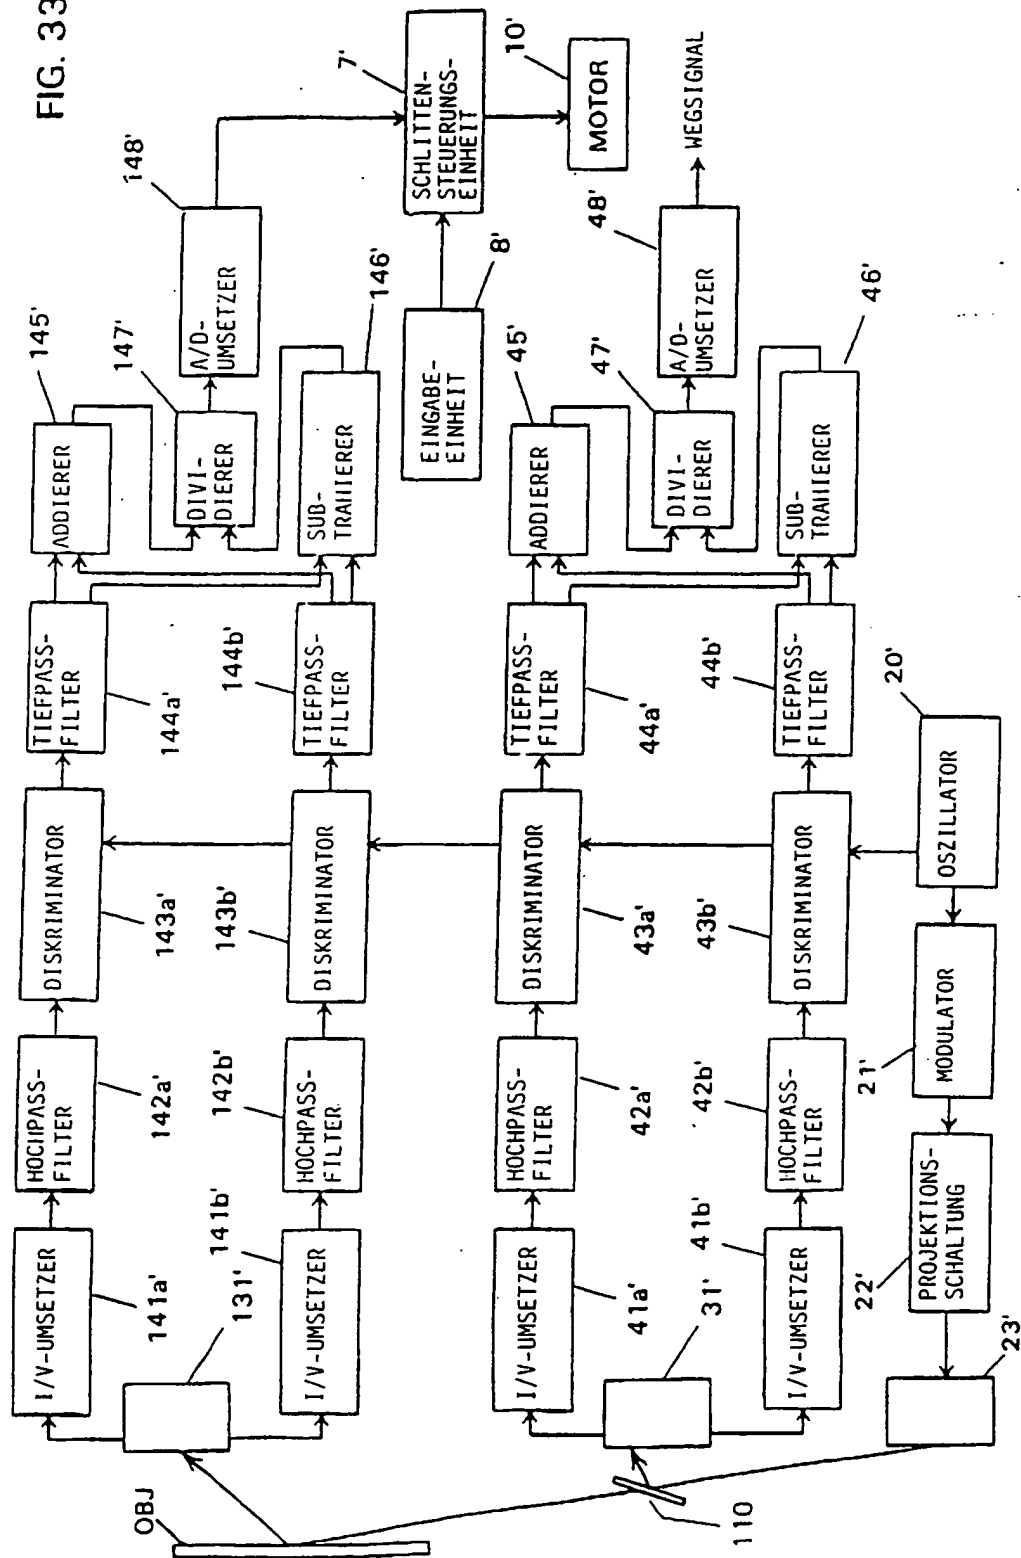 FIG. 33
I/V-UMSETZER
141a'
HOCHPASS-
FILTER
142a'
DISKRIMINATOR
143a'
TIEFPASS-
FILTER
144a'
ADDIERER
145'
DIVI-
DIERER
147'
A/D-
UMSETZER
148'
131'
I/V-UMSETZER
141b'
HOCHPASS-
FILTER
142b'
DISKRIMINATOR
143b'
TIEFPASS-
FILTER
144b'
SUB-
TRAHIERER
146'
EINGABE-
EINHEIT
8'
SCHLITTEN-
STEUERUNGS-
EINHEIT
7'
MOTOR
10'
I/V-UMSETZER
41a'
HOCHPASS-
FILTER
42a'
DISKRIMINATOR
43a'
TIEFPASS-
FILTER
44a'
ADDIERER
45'
DIVI-
DIERER
47'
A/D-
UMSETZER
48'
WEGSIGNAL
31'
I/V-UMSETZER
41b'
HOCHPASS-
FILTER
42b'
DISKRIMINATOR
43b'
TIEFPASS-
FILTER
44b'
SUB-
TRAHIERER
46'
OBJ
110
23'
PROJEKTIONS-
SCHALTUNG
22'
MODULATOR
21'
OSZILLATOR
20'